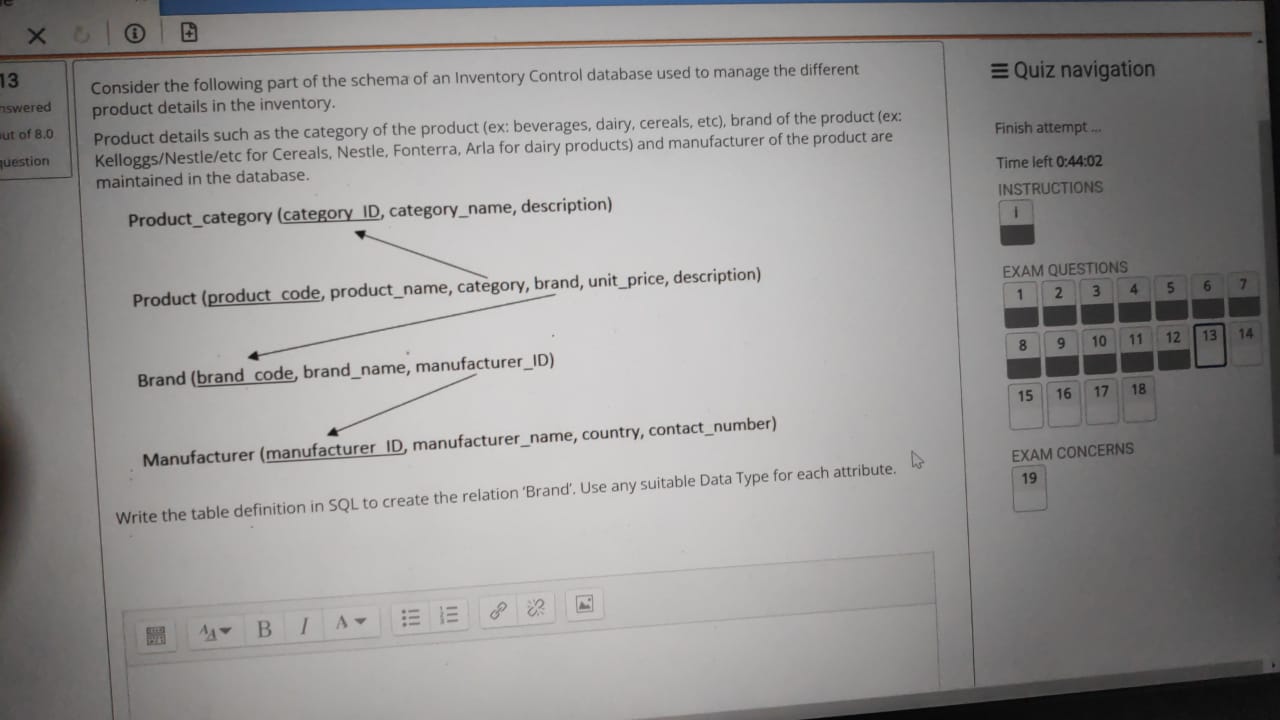 13
nswered
out of 8.0
question
Consider the following part of the schema of an Inventory Control database used to manage the different
product details in the inventory.
Product details such as the category of the product (ex: beverages, dairy, cereals, etc), brand of the product (ex:
Kelloggs/Nestle/etc for Cereals, Nestle, Fonterra, Arla for dairy products) and manufacturer of the product are
maintained in the database.
Product_category (category_ID, category_name, description)
Product (product_code, product_name, category, brand, unit_price, description)
Brand (brand_code, brand_name, manufacturer_ID)
Manufacturer (manufacturer_ID, manufacturer_name, country, contact_number)
Write the table definition in SQL to create the relation ‘Brand’. Use any suitable Data Type for each attribute.
B I A
Quiz navigation
Finish attempt ...
Time left 0:44:02
INSTRUCTIONS
i
EXAM QUESTIONS
1 2 3 4 5 6 7
8 9 10 11 12 13 14
15 16 17 18
EXAM CONCERNS
19